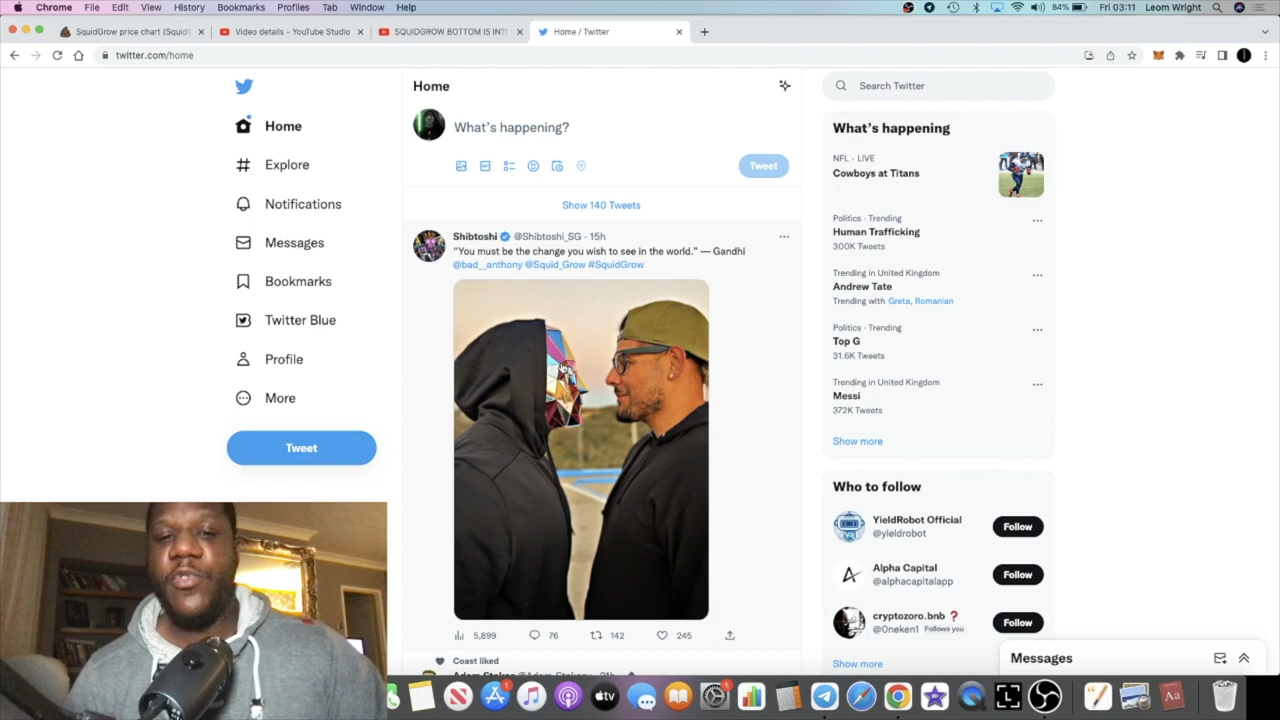 Chrome File Edit View History Bookmarks Profiles Tab Window Help
84% Fri 03:11 Leom Wright
SquidGrow price chart (Squid
Video details - YouTube Studio
SQUIDGROW BOTTOM IS IN?!
Home / Twitter
twitter.com/home
Home
Explore
Notifications
Messages
Bookmarks
Twitter Blue
Profile
More
Tweet
Home
What's happening?
Tweet
Show 140 Tweets
Shibtoshi @Shibtoshi_SG · 15h
"You must be the change you wish to see in the world." — Gandhi
@bad__anthony @Squid_Grow #SquidGrow
5,899 76 142 245
Coast liked
Search Twitter
What's happening
NFL · LIVE
Cowboys at Titans
Politics · Trending
Human Trafficking
300K Tweets
Trending in United Kingdom
Andrew Tate
Trending with Greta, Romanian
Politics · Trending
Top G
31.6K Tweets
Trending in United Kingdom
Messi
372K Tweets
Show more
Who to follow
YieldRobot Official
@yieldrobot
Follow
Alpha Capital
@alphacapitalapp
Follow
cryptozoro.bnb ❓
@0neken1 Follows you
Follow
Show more
Messages